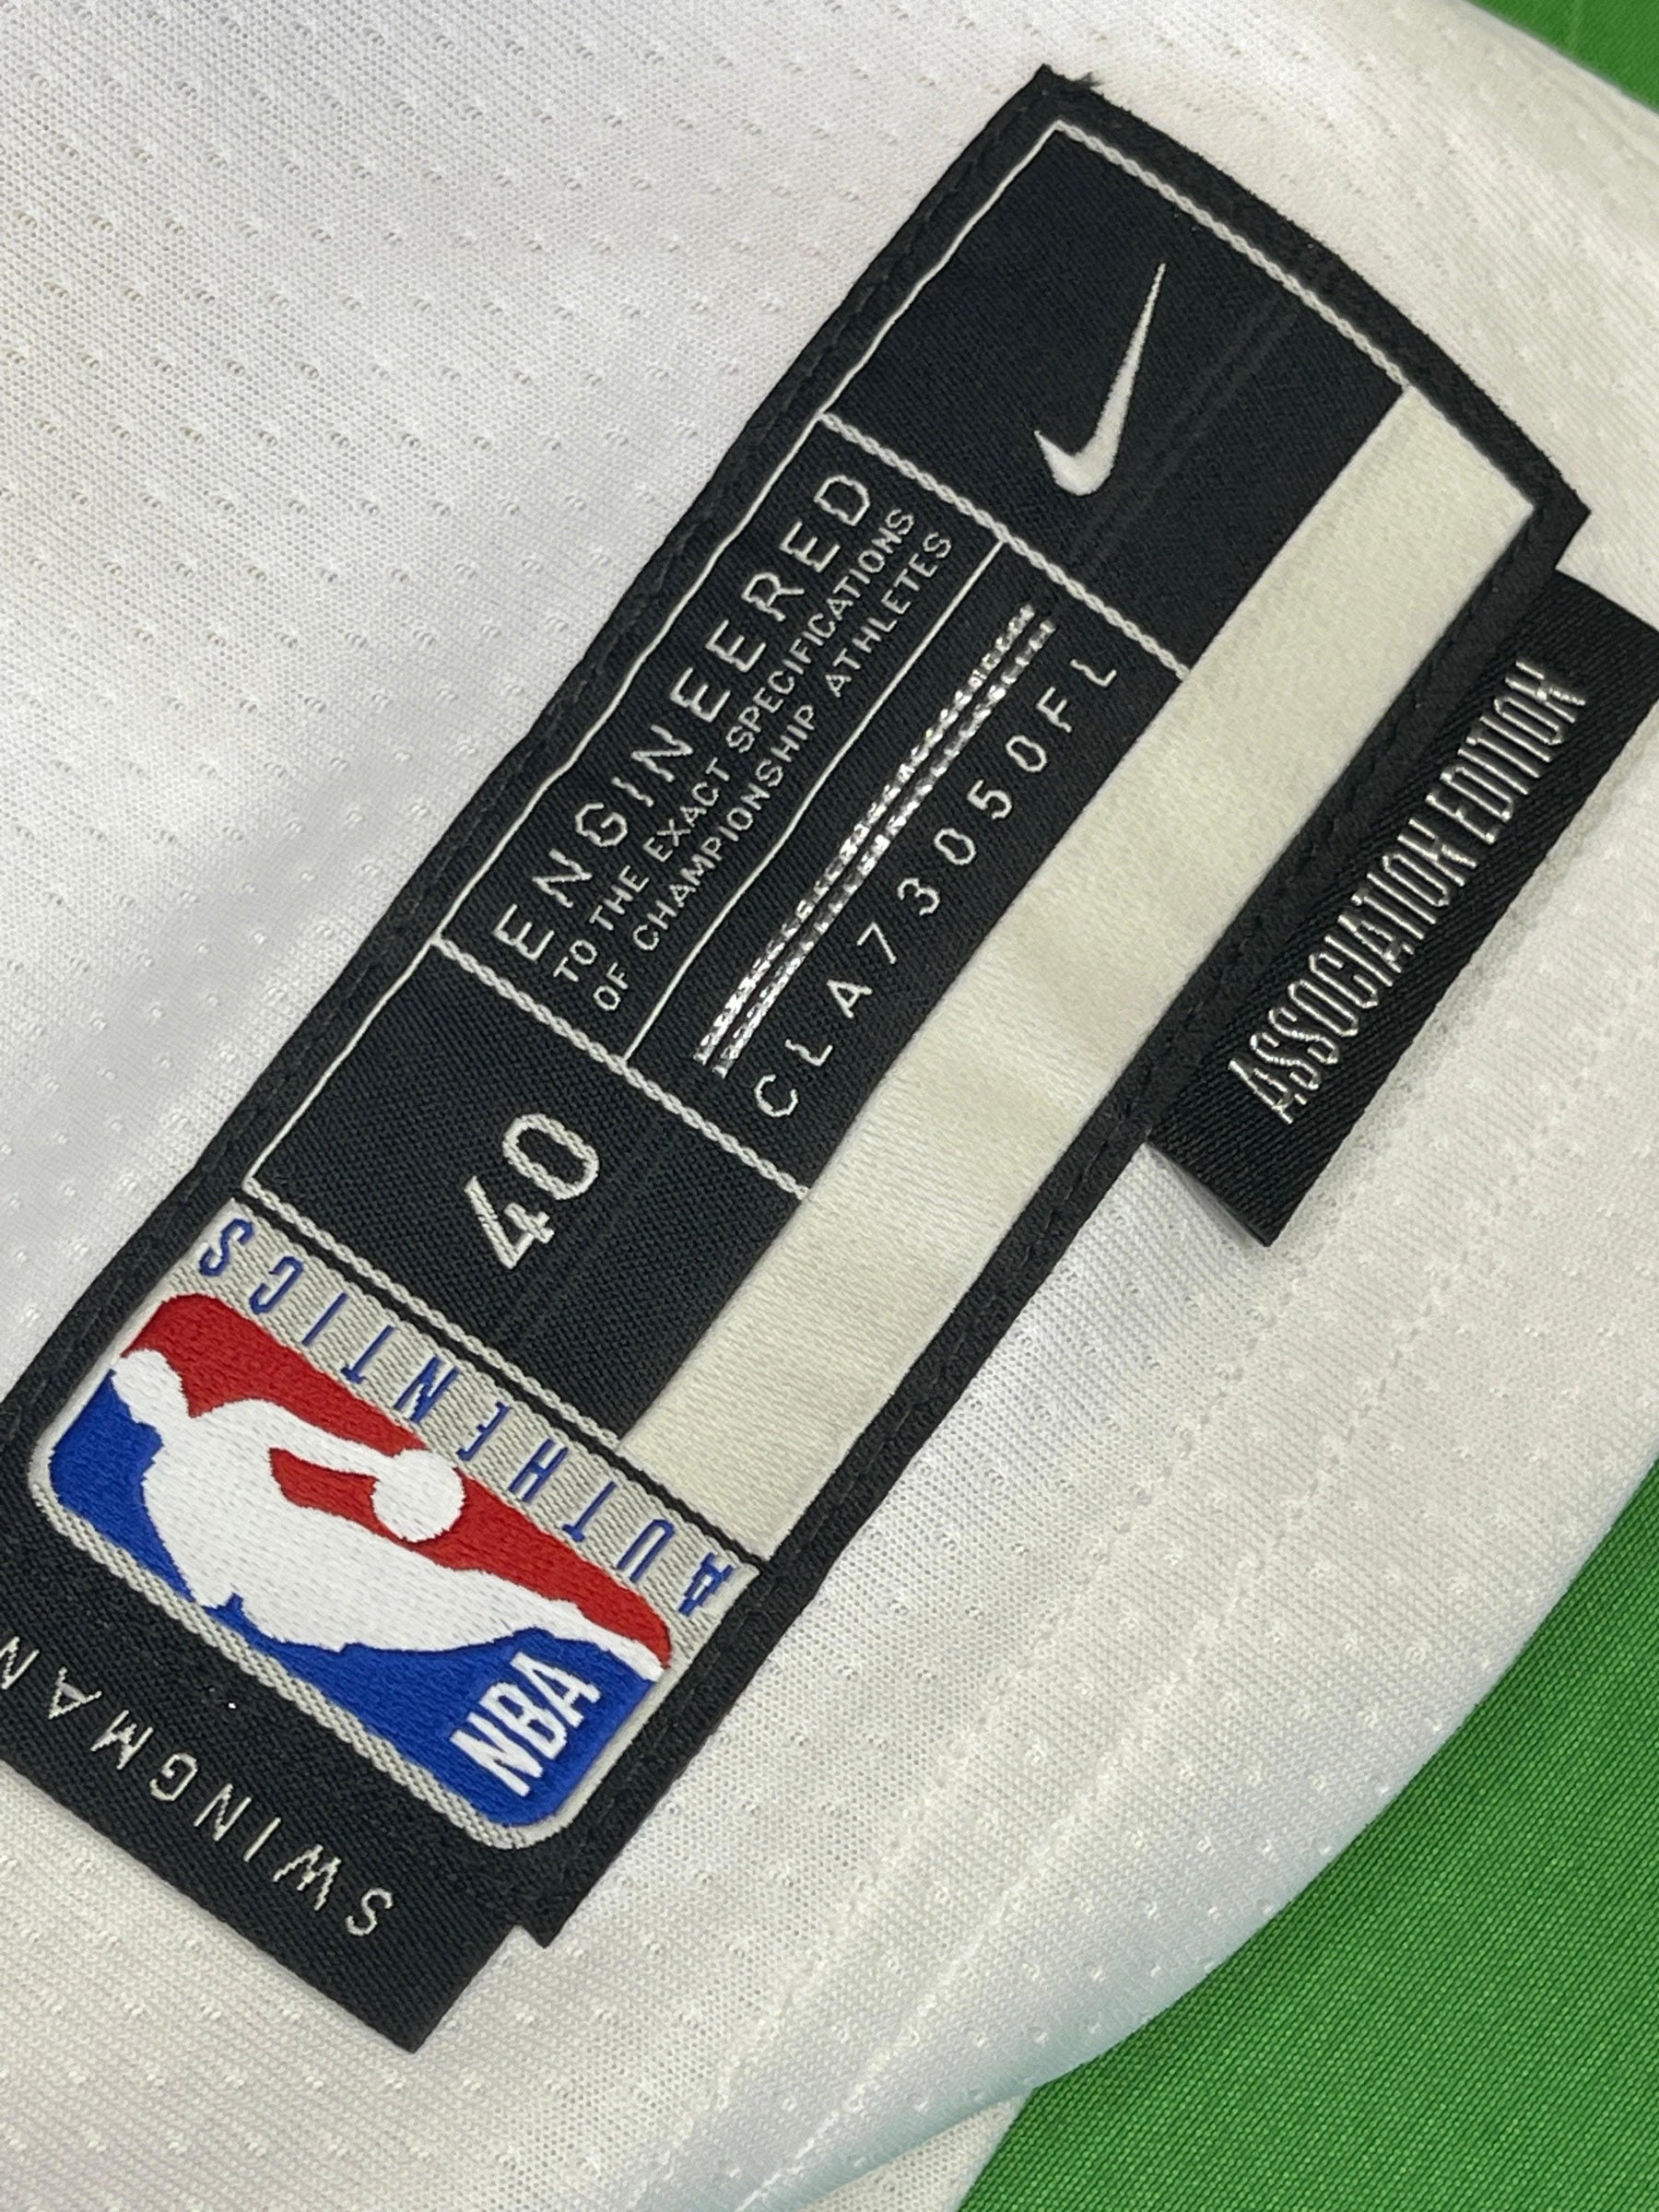 ENGINEERED
TO THE EXACT SPECIFICATIONS
OF CHAMPIONSHIP ATHLETES
CLA73050FL
40
ASSOCIATION EDITION
AUTHENTICS
NBA
SWINGMAN